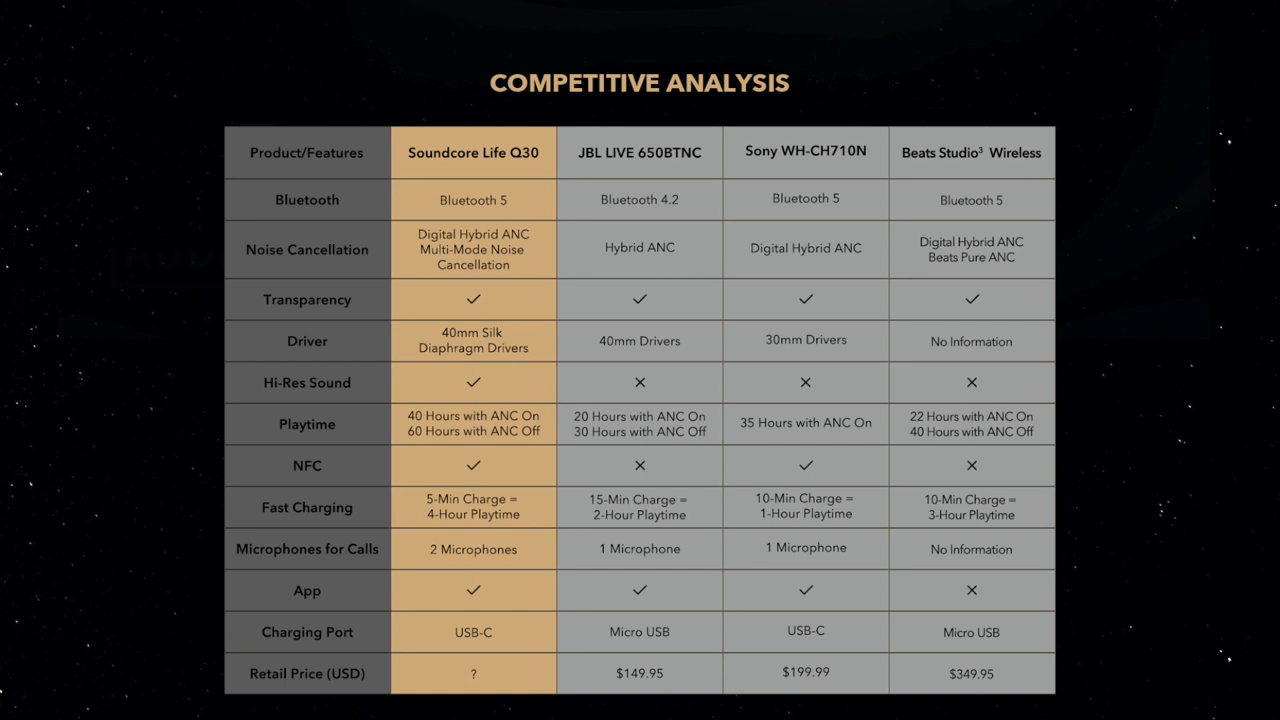 COMPETITIVE ANALYSIS
Product/Features
Soundcore Life Q30
JBL LIVE 650BTNC
Sony WH-CH710N
Beats Studio³ Wireless
Bluetooth
Bluetooth 5
Bluetooth 4.2
Bluetooth 5
Bluetooth 5
Noise Cancellation
Digital Hybrid ANC
Multi-Mode Noise
Cancellation
Hybrid ANC
Digital Hybrid ANC
Digital Hybrid ANC
Beats Pure ANC
Transparency
✓
✓
✓
✓
Driver
40mm Silk
Diaphragm Drivers
40mm Drivers
30mm Drivers
No Information
Hi-Res Sound
✓
✕
✕
✕
Playtime
40 Hours with ANC On
60 Hours with ANC Off
20 Hours with ANC On
30 Hours with ANC Off
35 Hours with ANC On
22 Hours with ANC On
40 Hours with ANC Off
NFC
✓
✕
✓
✕
Fast Charging
5-Min Charge =
4-Hour Playtime
15-Min Charge =
2-Hour Playtime
10-Min Charge =
1-Hour Playtime
10-Min Charge =
3-Hour Playtime
Microphones for Calls
2 Microphones
1 Microphone
1 Microphone
No Information
App
✓
✓
✓
✕
Charging Port
USB-C
Micro USB
USB-C
Micro USB
Retail Price (USD)
?
$149.95
$199.99
$349.95